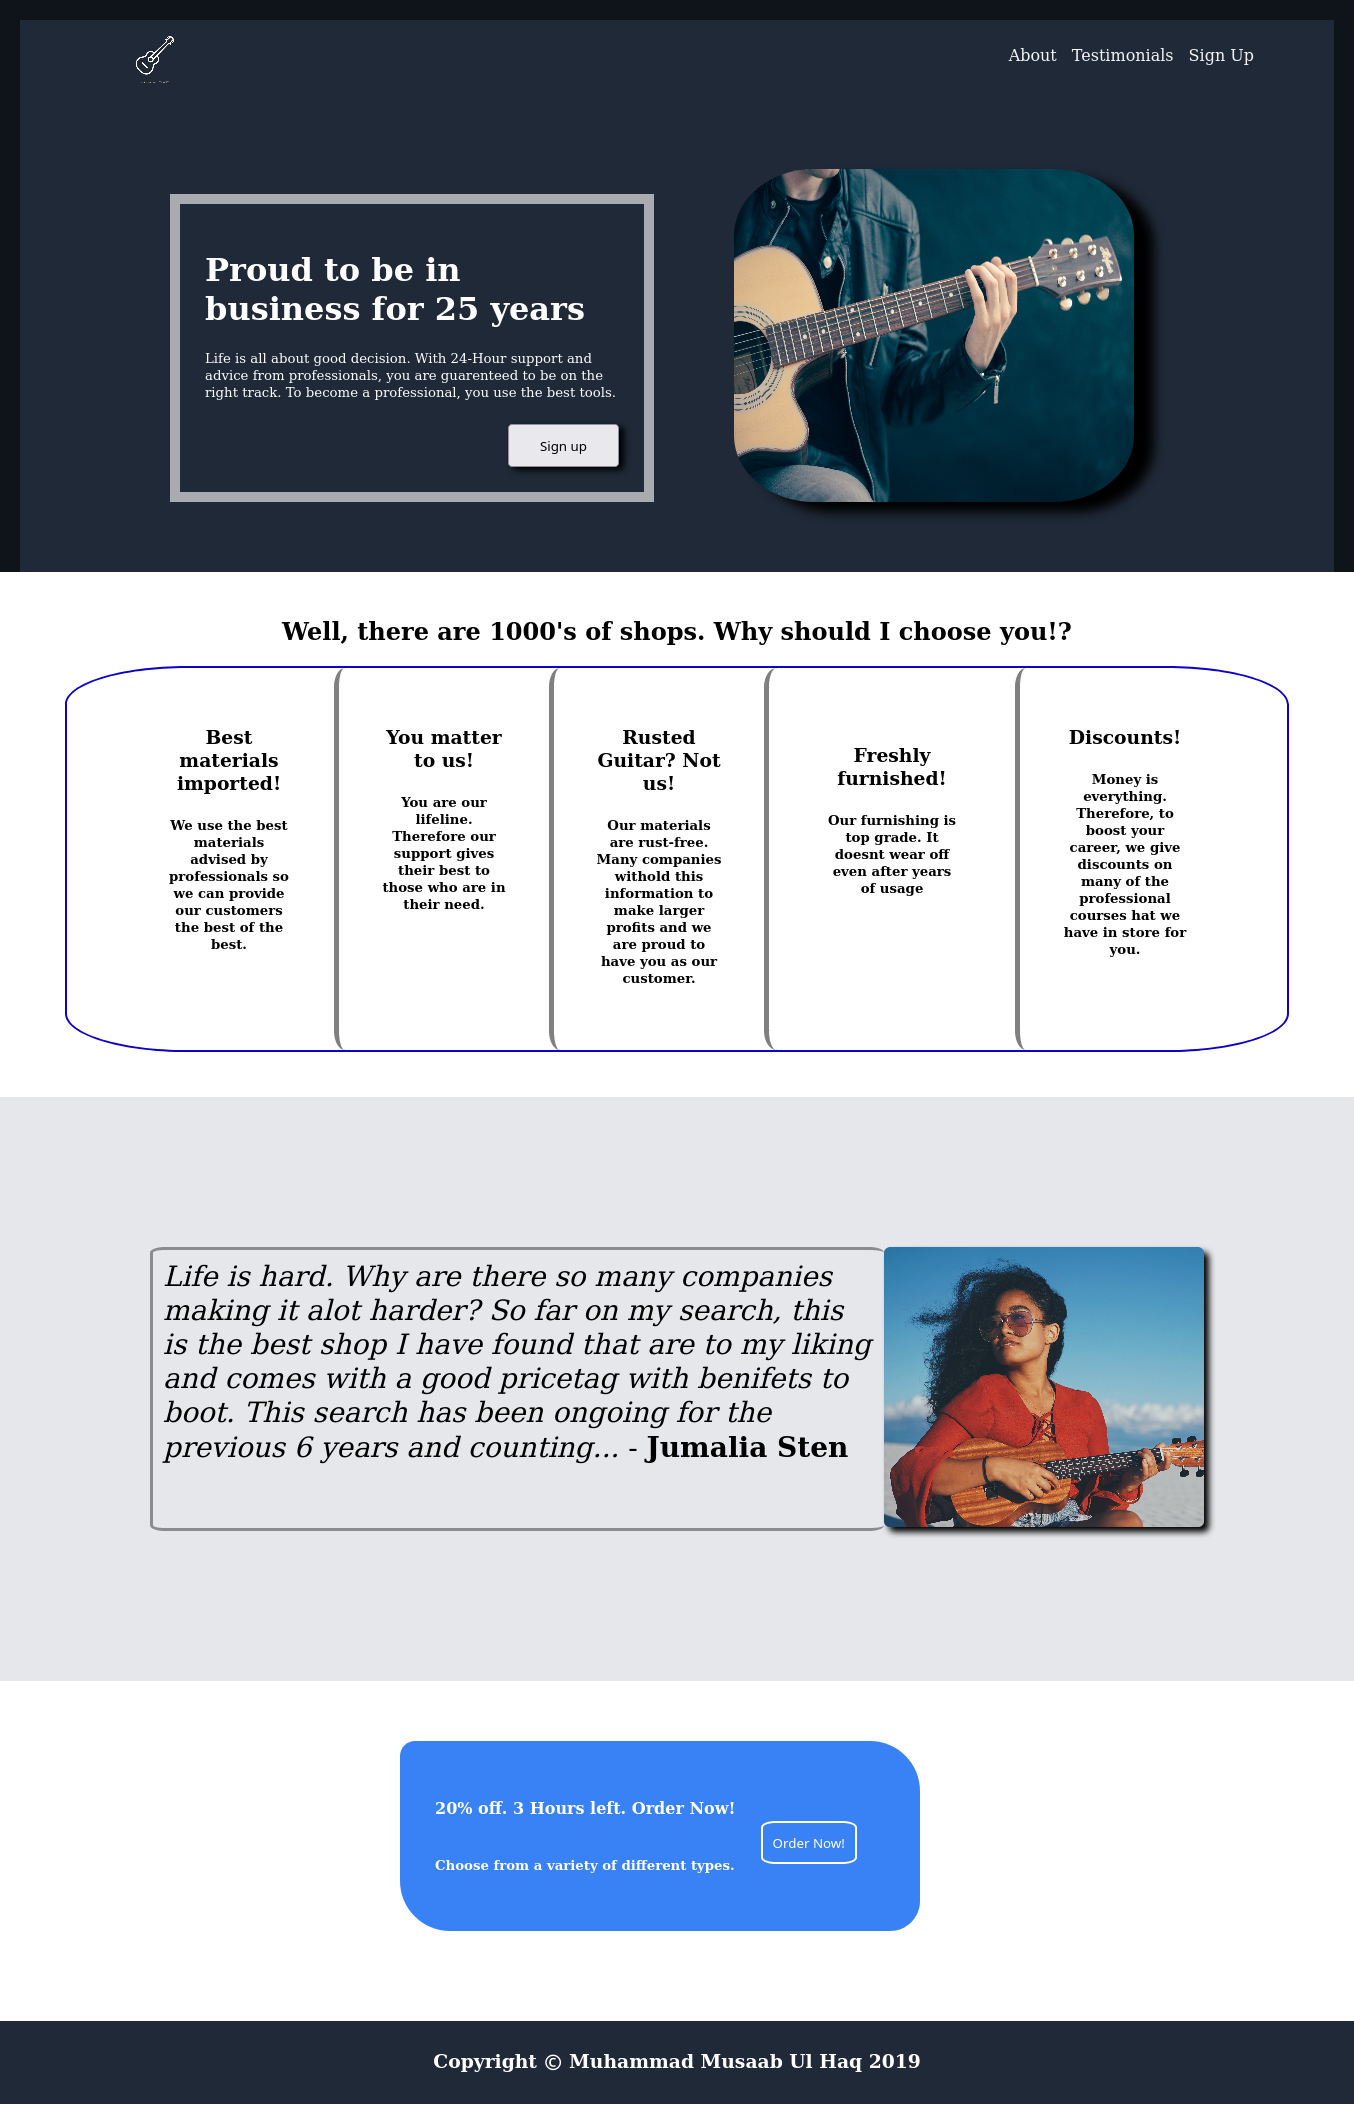 About Testimonials Sign Up
Proud to be in
business for 25 years
Life is all about good decision. With 24-Hour support and
advice from professionals, you are guarenteed to be on the
right track. To become a professional, you use the best tools.
Sign up
Well, there are 1000's of shops. Why should I choose you!?
Best
materials
imported!
We use the best
materials
advised by
professionals so
we can provide
our customers
the best of the
best.
You matter
to us!
You are our
lifeline.
Therefore our
support gives
their best to
those who are in
their need.
Rusted
Guitar? Not
us!
Our materials
are rust-free.
Many companies
withold this
information to
make larger
profits and we
are proud to
have you as our
customer.
Freshly
furnished!
Our furnishing is
top grade. It
doesnt wear off
even after years
of usage
Discounts!
Money is
everything.
Therefore, to
boost your
career, we give
discounts on
many of the
professional
courses hat we
have in store for
you.
Life is hard. Why are there so many companies
making it alot harder? So far on my search, this
is the best shop I have found that are to my liking
and comes with a good pricetag with benifets to
boot. This search has been ongoing for the
previous 6 years and counting... - Jumalia Sten
20% off. 3 Hours left. Order Now!
Choose from a variety of different types.
Order Now!
Copyright © Muhammad Musaab Ul Haq 2019